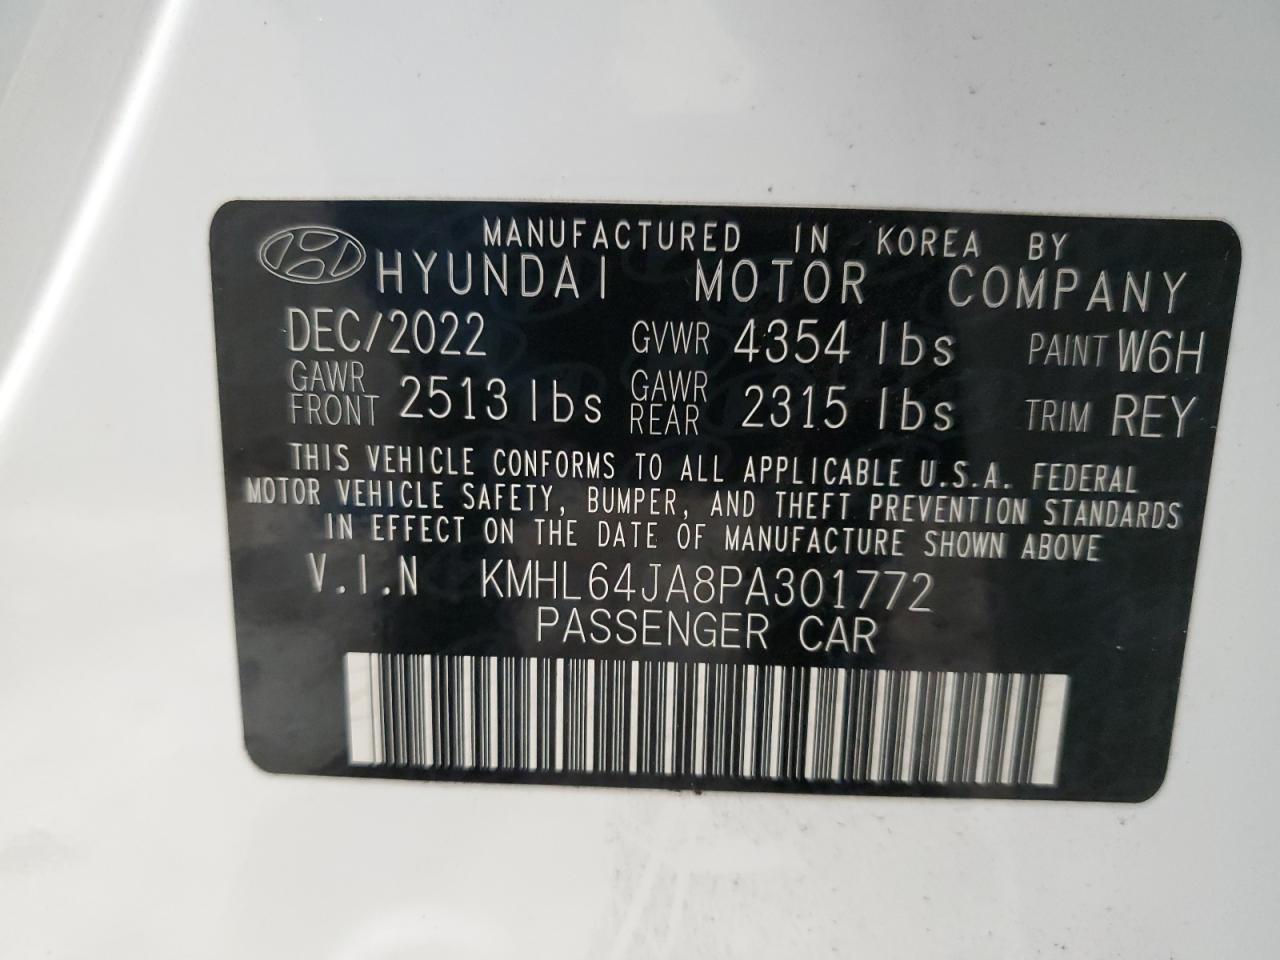 MANUFACTURED IN KOREA BY
HYUNDAI MOTOR COMPANY
DEC/2022 GVWR 4354 lbs PAINT W6H
GAWR FRONT 2513 lbs GAWR REAR 2315 lbs TRIM REY
THIS VEHICLE CONFORMS TO ALL APPLICABLE U.S.A. FEDERAL
MOTOR VEHICLE SAFETY, BUMPER, AND THEFT PREVENTION STANDARDS
IN EFFECT ON THE DATE OF MANUFACTURE SHOWN ABOVE
V.I.N KMHL64JA8PA301772
PASSENGER CAR